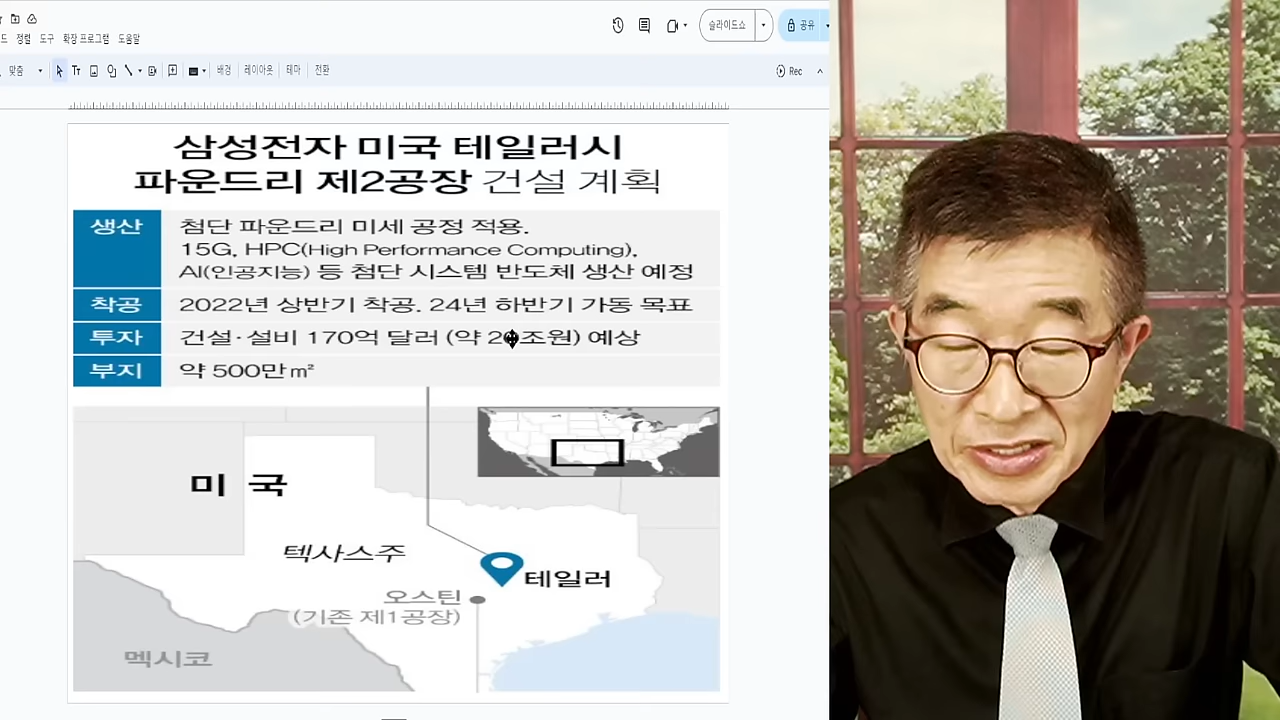 정렬 도구 확장 프로그램 도움말
슬라이드쇼
공유
맞춤
Tт
배경 레이아웃 테마 전환
Rec
삼성전자 미국 테일러시
파운드리 제2공장 건설 계획
생산
첨단 파운드리 미세 공정 적용.
15G, HPC(High Performance Computing),
AI(인공지능) 등 첨단 시스템 반도체 생산 예정
착공
2022년 상반기 착공. 24년 하반기 가동 목표
투자
건설·설비 170억 달러 (약 조원) 예상
부지
약 500만㎡
미 국
텍사스주
테일러
오스틴
(기존 제1공장)
멕시코